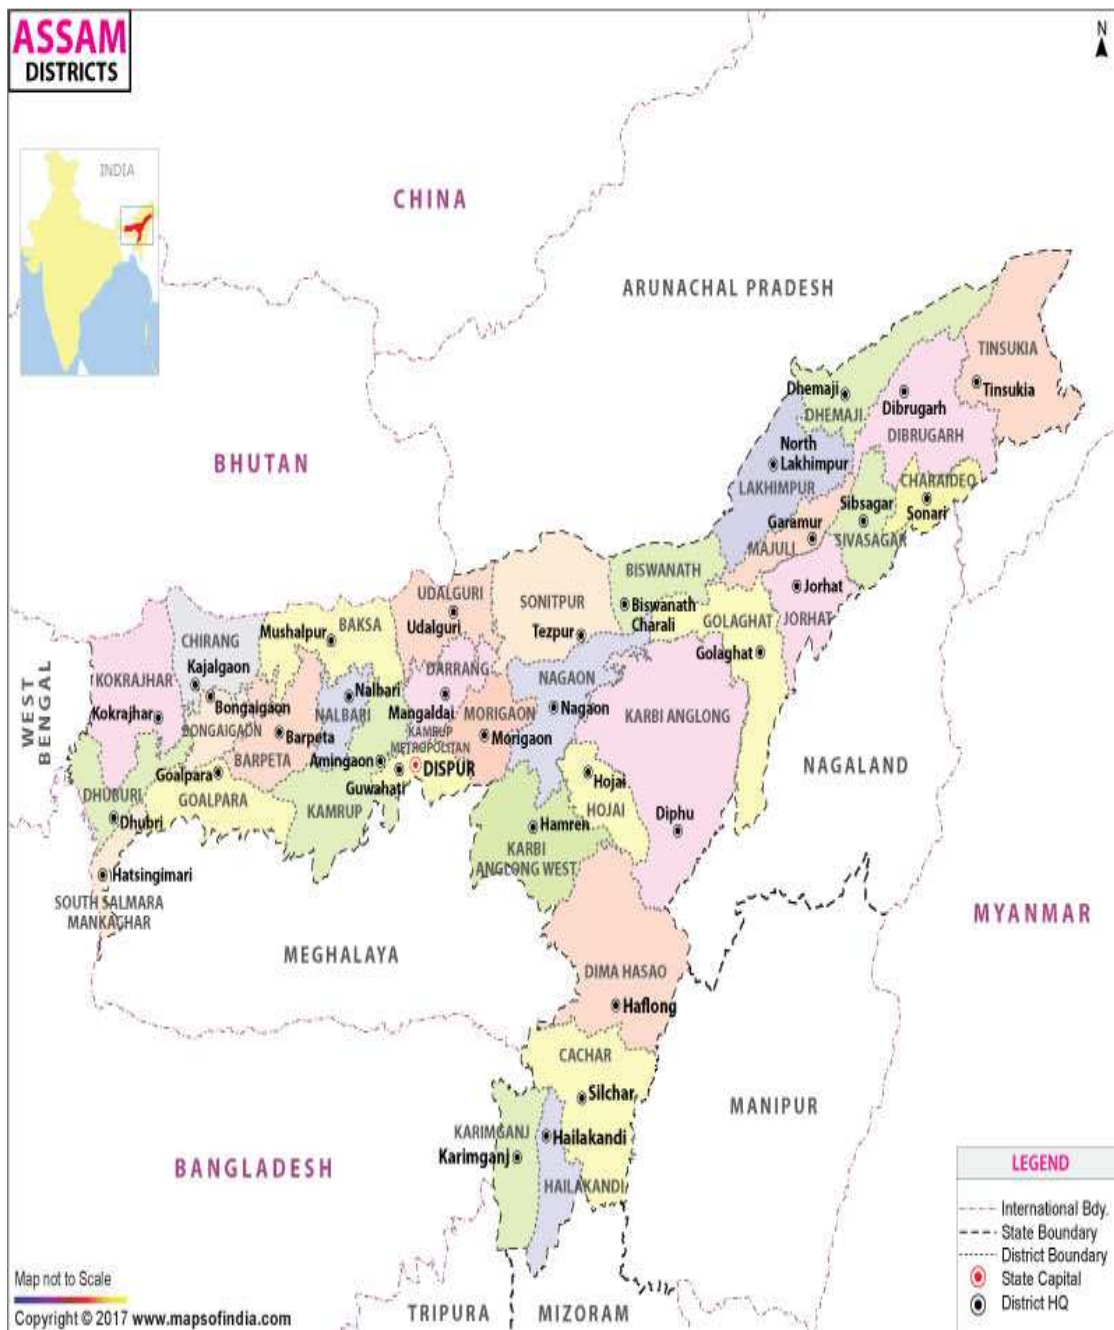 ASSAM
DISTRICTS
N
INDIA
CHINA
ARUNACHAL PRADESH
TINSUKIA
Tinsukia
Dhemaji
DHEMAJI
Dibrugarh
DIBRUGARH
BHUTAN
North
Lakhimpur
LAKHIMPUR
CHARAIDEO
Sonari
Sibsagar
SIVASAGAR
Garamur
MAJULI
BISWANATH
Biswanath
Charali
UDALGURI
Udalguri
SONITPUR
Tezpur
Jorhat
JORHAT
GOLAGHAT
Golaghat
BAKSA
Mushalpur
CHIRANG
Kajalgaon
KOKRAJHAR
Kokrajhar
WEST
BENGAL
Bongaigaon
BONGAIGAON
Nalbari
NALBARI
DARRANG
Mangaldai
NAGAON
Nagaon
MORIGAON
Morigaon
KARBI ANGLONG
Diphu
Barpeta
BARPETA
KAMRUP
METROPOLITAN
Amingaon
DISPUR
Guwahati
Goalpara
GOALPARA
KAMRUP
DHUBURI
Dhubri
Hojai
HOJAI
Hamren
KARBI
ANGLONG WEST
NAGALAND
Hatsingimari
SOUTH SALMARA
MANKACHAR
MEGHALAYA
MYANMAR
DIMA HASAO
Haflong
CACHAR
Silchar
MANIPUR
KARIMGANJ
Karimganj
Hailakandi
HAILAKANDI
BANGLADESH
TRIPURA
MIZORAM
LEGEND
International Bdy.
State Boundary
District Boundary
State Capital
District HQ
Map not to Scale
Copyright © 2017 www.mapsofindia.com